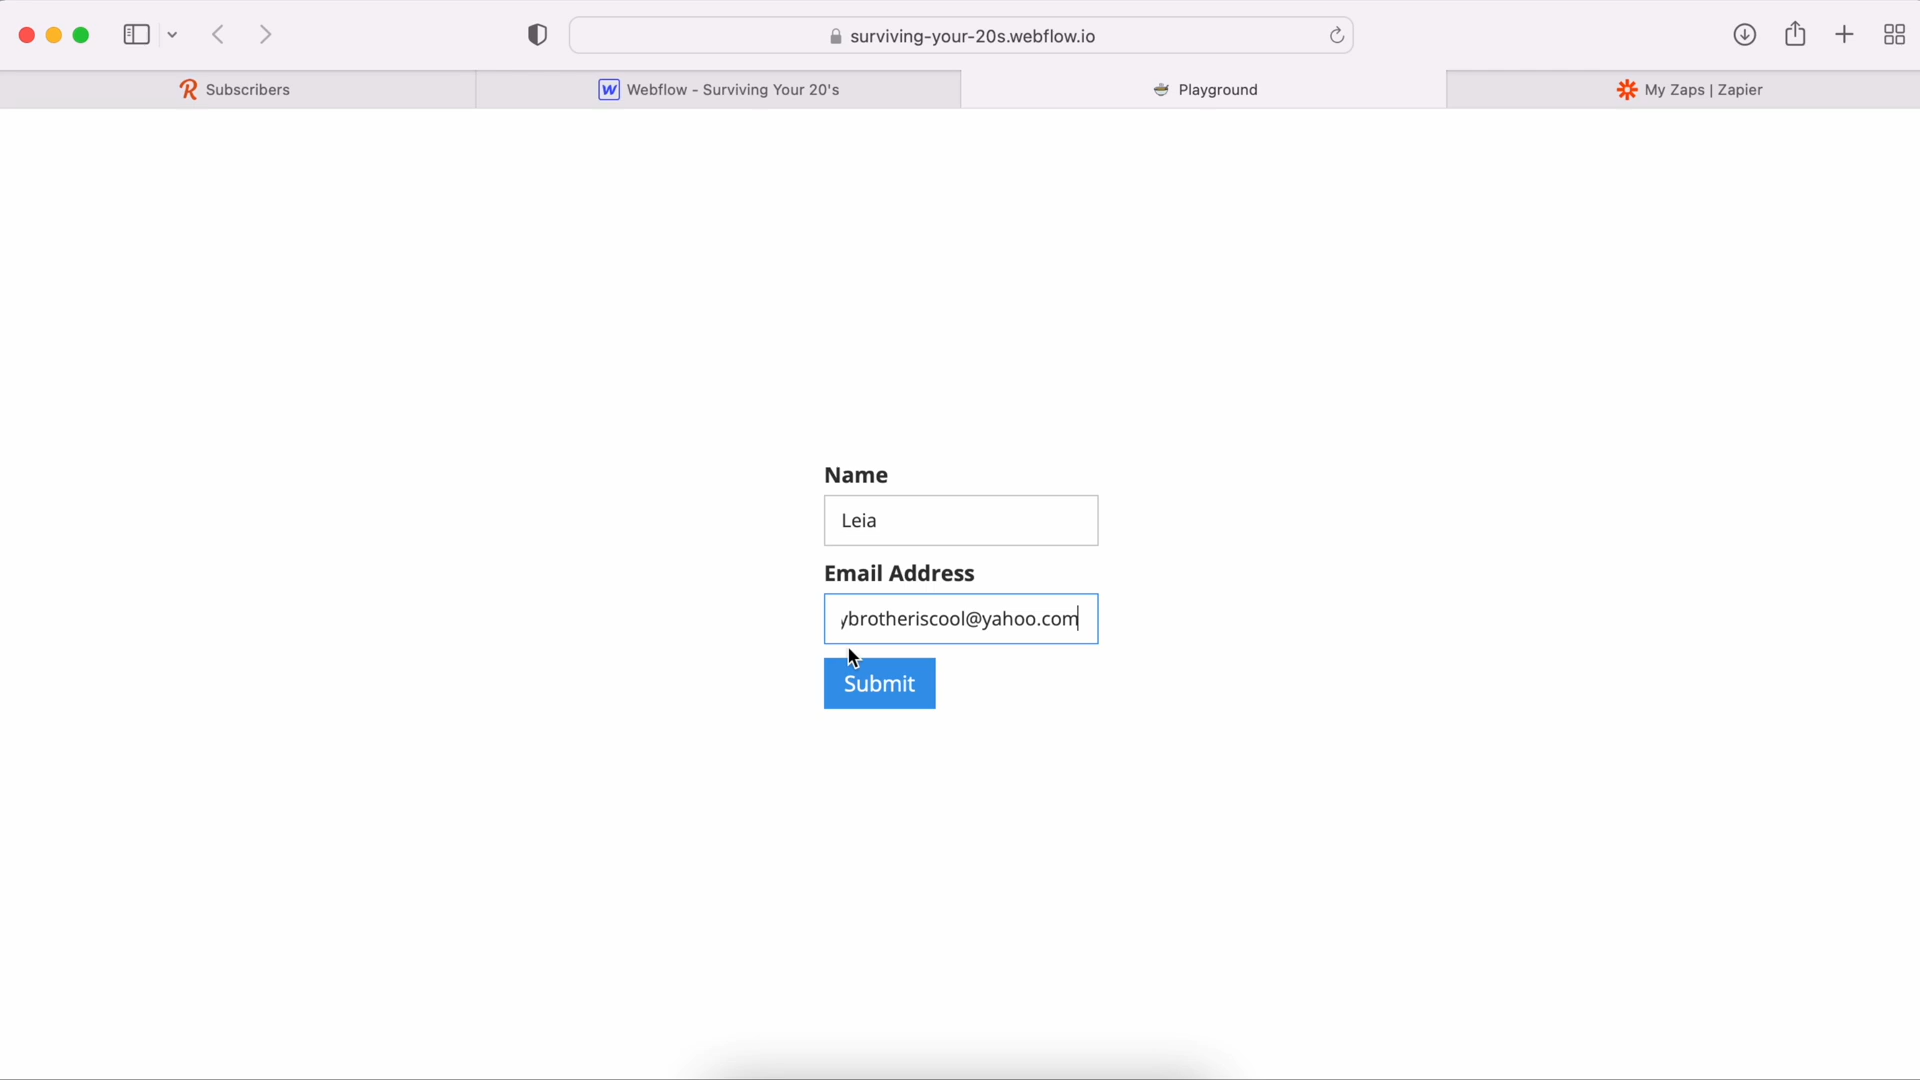 surviving-your-20s.webflow.io
Subscribers
Webflow - Surviving Your 20's
Playground
My Zaps | Zapier
Name
Leia
Email Address
ybrotheriscool@yahoo.com
Submit